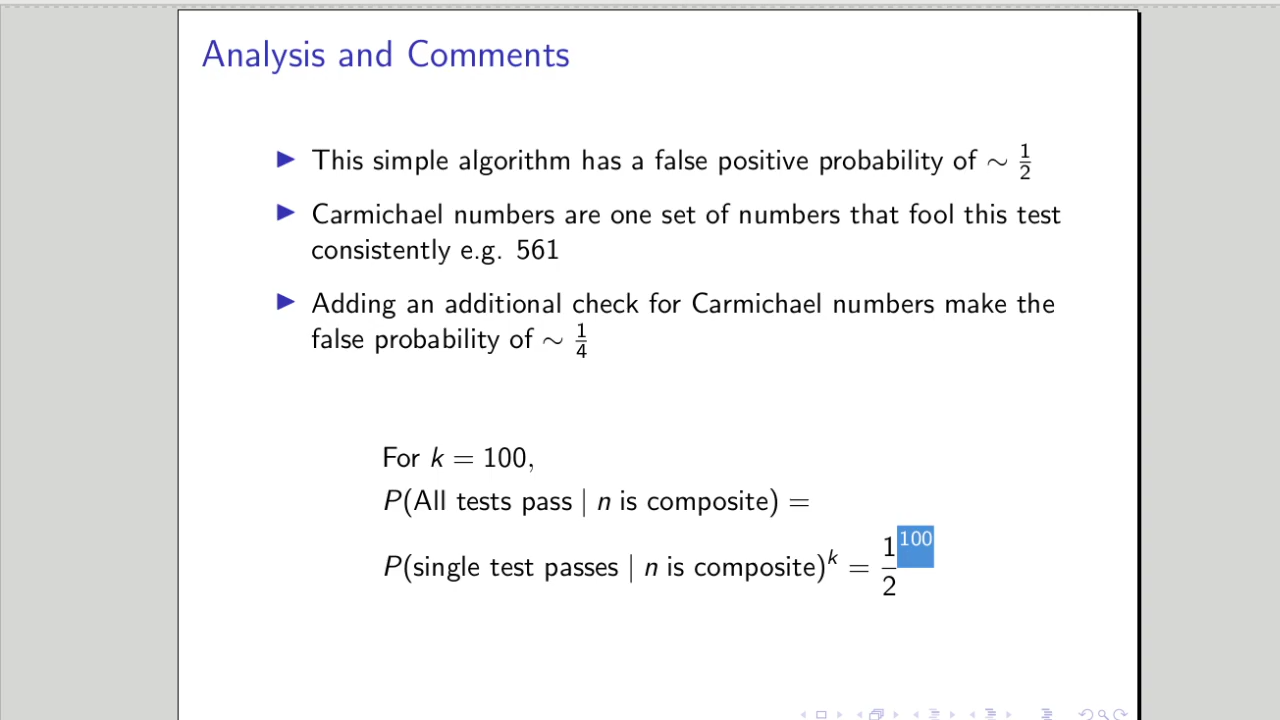 Analysis and Comments
▶ This simple algorithm has a false positive probability of ∼ 1/2
▶ Carmichael numbers are one set of numbers that fool this test
consistently e.g. 561
▶ Adding an additional check for Carmichael numbers make the
false probability of ∼ 1/4
For k = 100,
P(All tests pass | n is composite) =
P(single test passes | n is composite)^k = 1/2^100